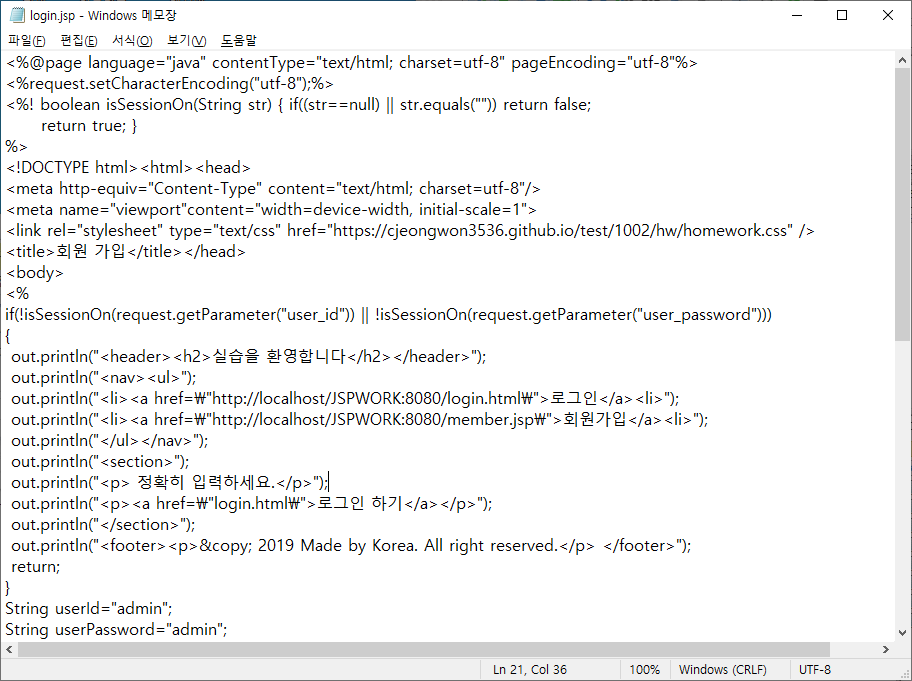 login.jsp - Windows 메모장
파일(F) 편집(E) 서식(O) 보기(V) 도움말
<%@page language="java" contentType="text/html; charset=utf-8" pageEncoding="utf-8"%>
<%request.setCharacterEncoding("utf-8");%>
<%! boolean isSessionOn(String str) { if((str==null) || str.equals("")) return false;
return true; }
%>
<!DOCTYPE html><html><head>
<meta http-equiv="Content-Type" content="text/html; charset=utf-8"/>
<meta name="viewport"content="width=device-width, initial-scale=1">
<link rel="stylesheet" type="text/css" href="https://cjeongwon3536.github.io/test/1002/hw/homework.css" />
<title>회원 가입</title></head>
<body>
<%
if(!isSessionOn(request.getParameter("user_id")) || !isSessionOn(request.getParameter("user_password")))
{
out.println("<header><h2>실습을 환영합니다</h2></header>");
out.println("<nav><ul>");
out.println("<li><a href=₩"http://localhost/JSPWORK:8080/login.html₩">로그인</a><li>");
out.println("<li><a href=₩"http://localhost/JSPWORK:8080/member.jsp₩">회원가입</a><li>");
out.println("</ul></nav>");
out.println("<section>");
out.println("<p> 정확히 입력하세요.</p>");
out.println("<p><a href=₩"login.html₩">로그인 하기</a></p>");
out.println("</section>");
out.println("<footer><p>&copy; 2019 Made by Korea. All right reserved.</p> </footer>");
return;
}
String userId="admin";
String userPassword="admin";
Ln 21, Col 36 100% Windows (CRLF) UTF-8